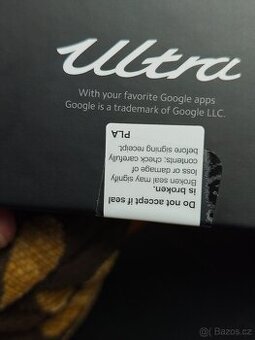 Ultra
With your favorite Google apps
Google is a trademark of Google LLC.
Do not accept if seal
is broken.
Broken seal may signify
loss or damage of
contents; check carefully
before signing receipt.
PLA
Bazos.cz